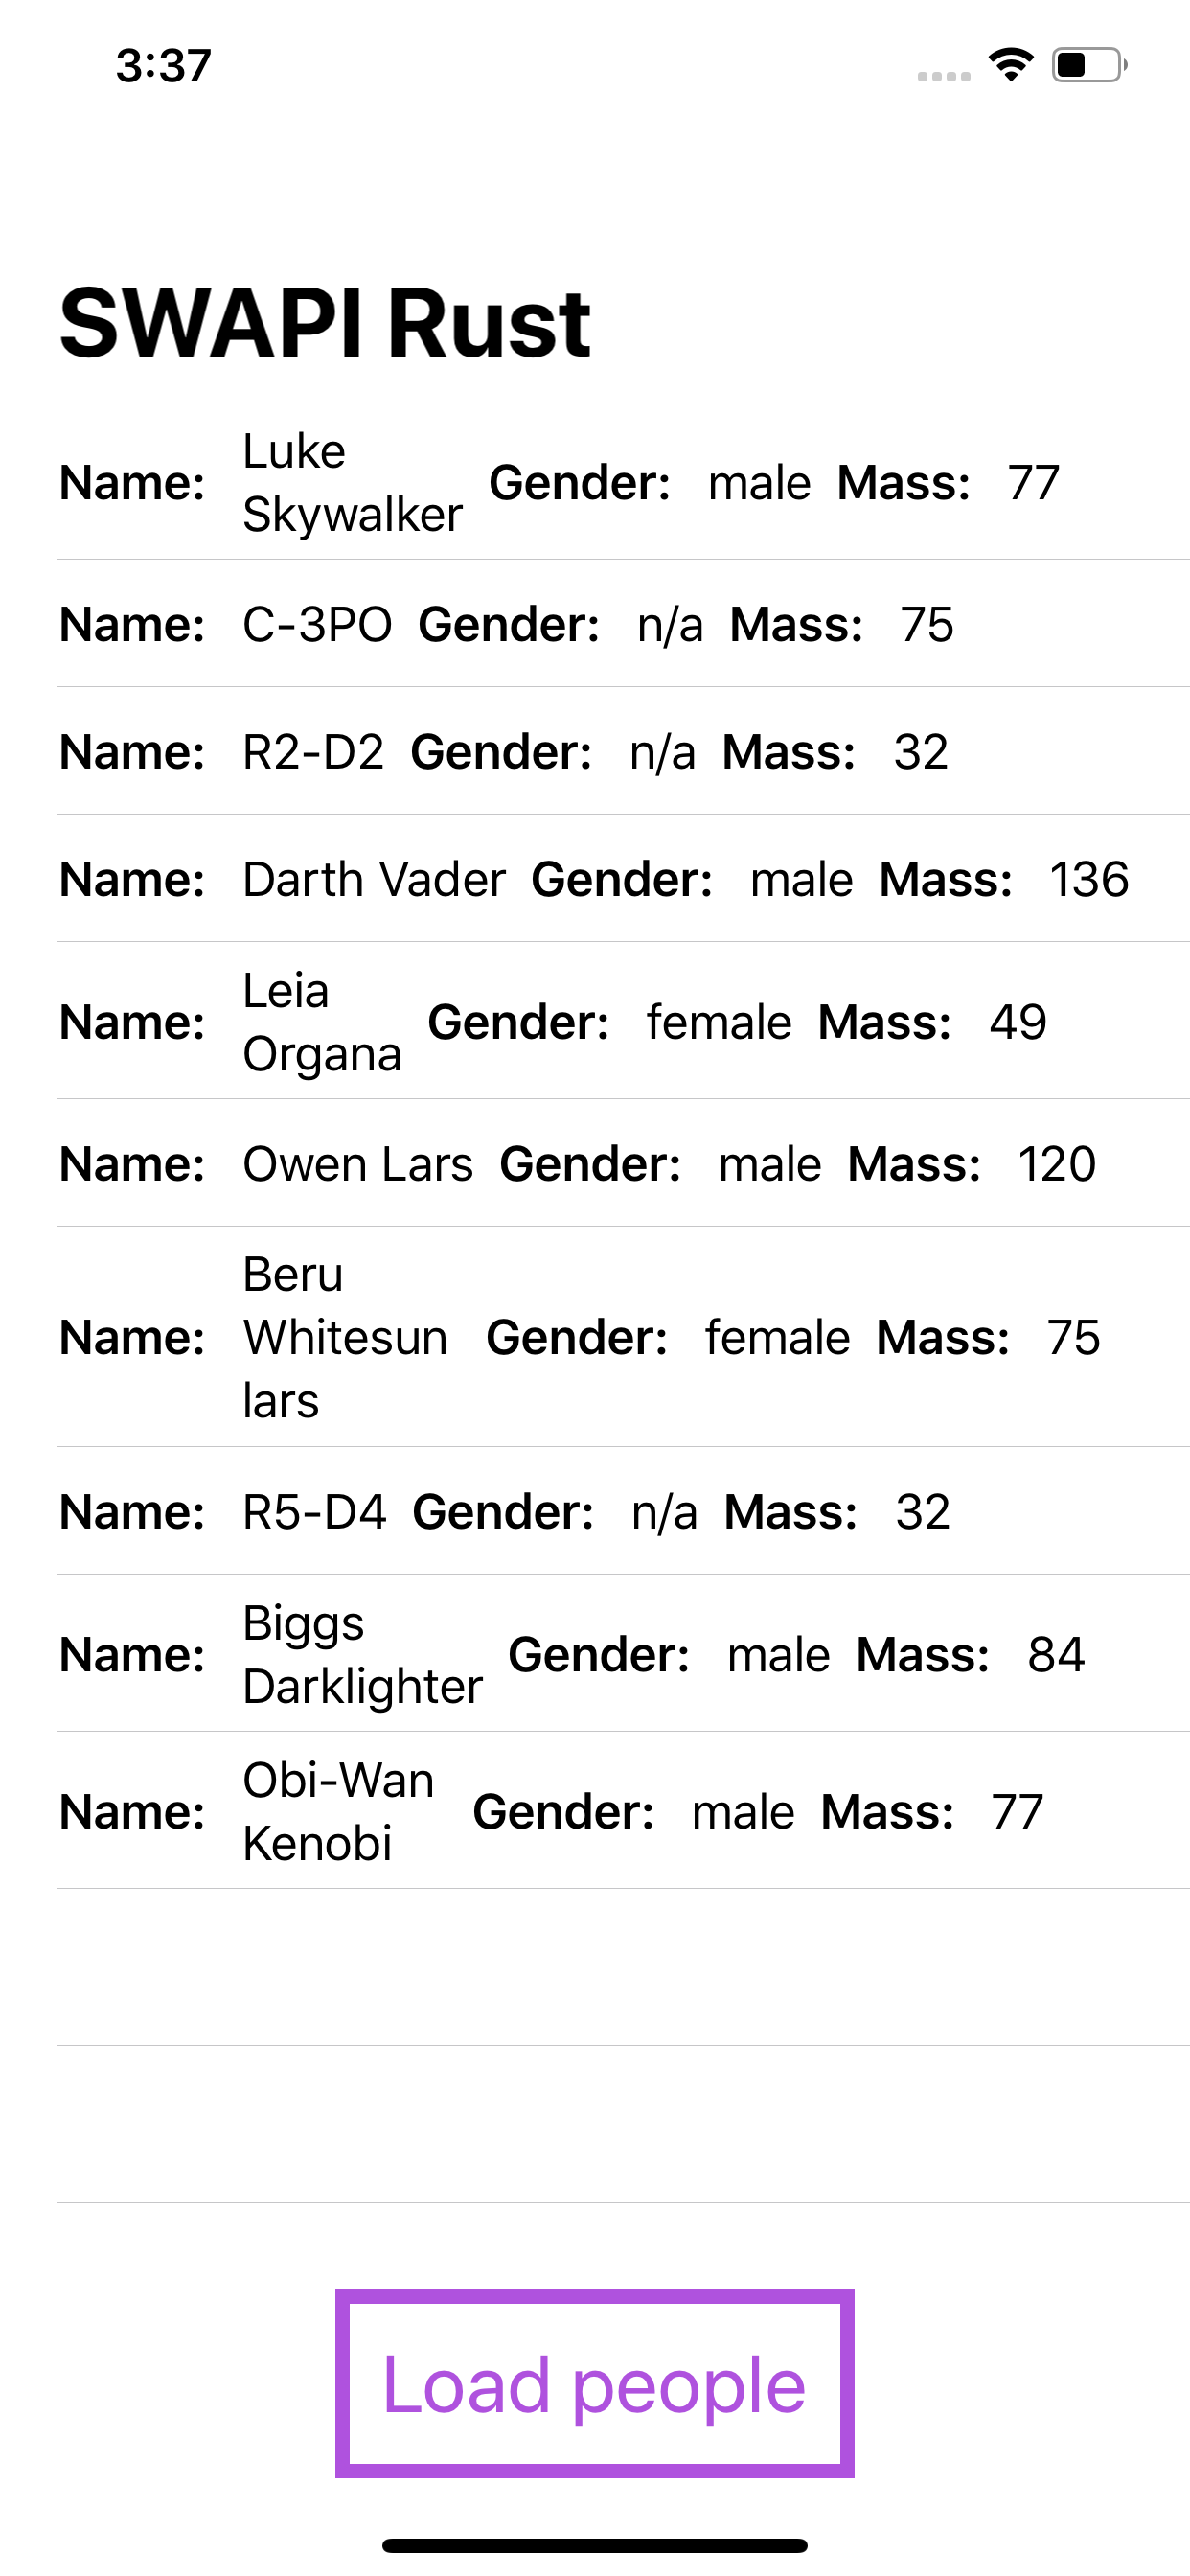 3:37
SWAPI Rust
Name: Luke Skywalker Gender: male Mass: 77
Name: C-3PO Gender: n/a Mass: 75
Name: R2-D2 Gender: n/a Mass: 32
Name: Darth Vader Gender: male Mass: 136
Name: Leia Organa Gender: female Mass: 49
Name: Owen Lars Gender: male Mass: 120
Name: Beru Whitesun lars Gender: female Mass: 75
Name: R5-D4 Gender: n/a Mass: 32
Name: Biggs Darklighter Gender: male Mass: 84
Name: Obi-Wan Kenobi Gender: male Mass: 77
Load people